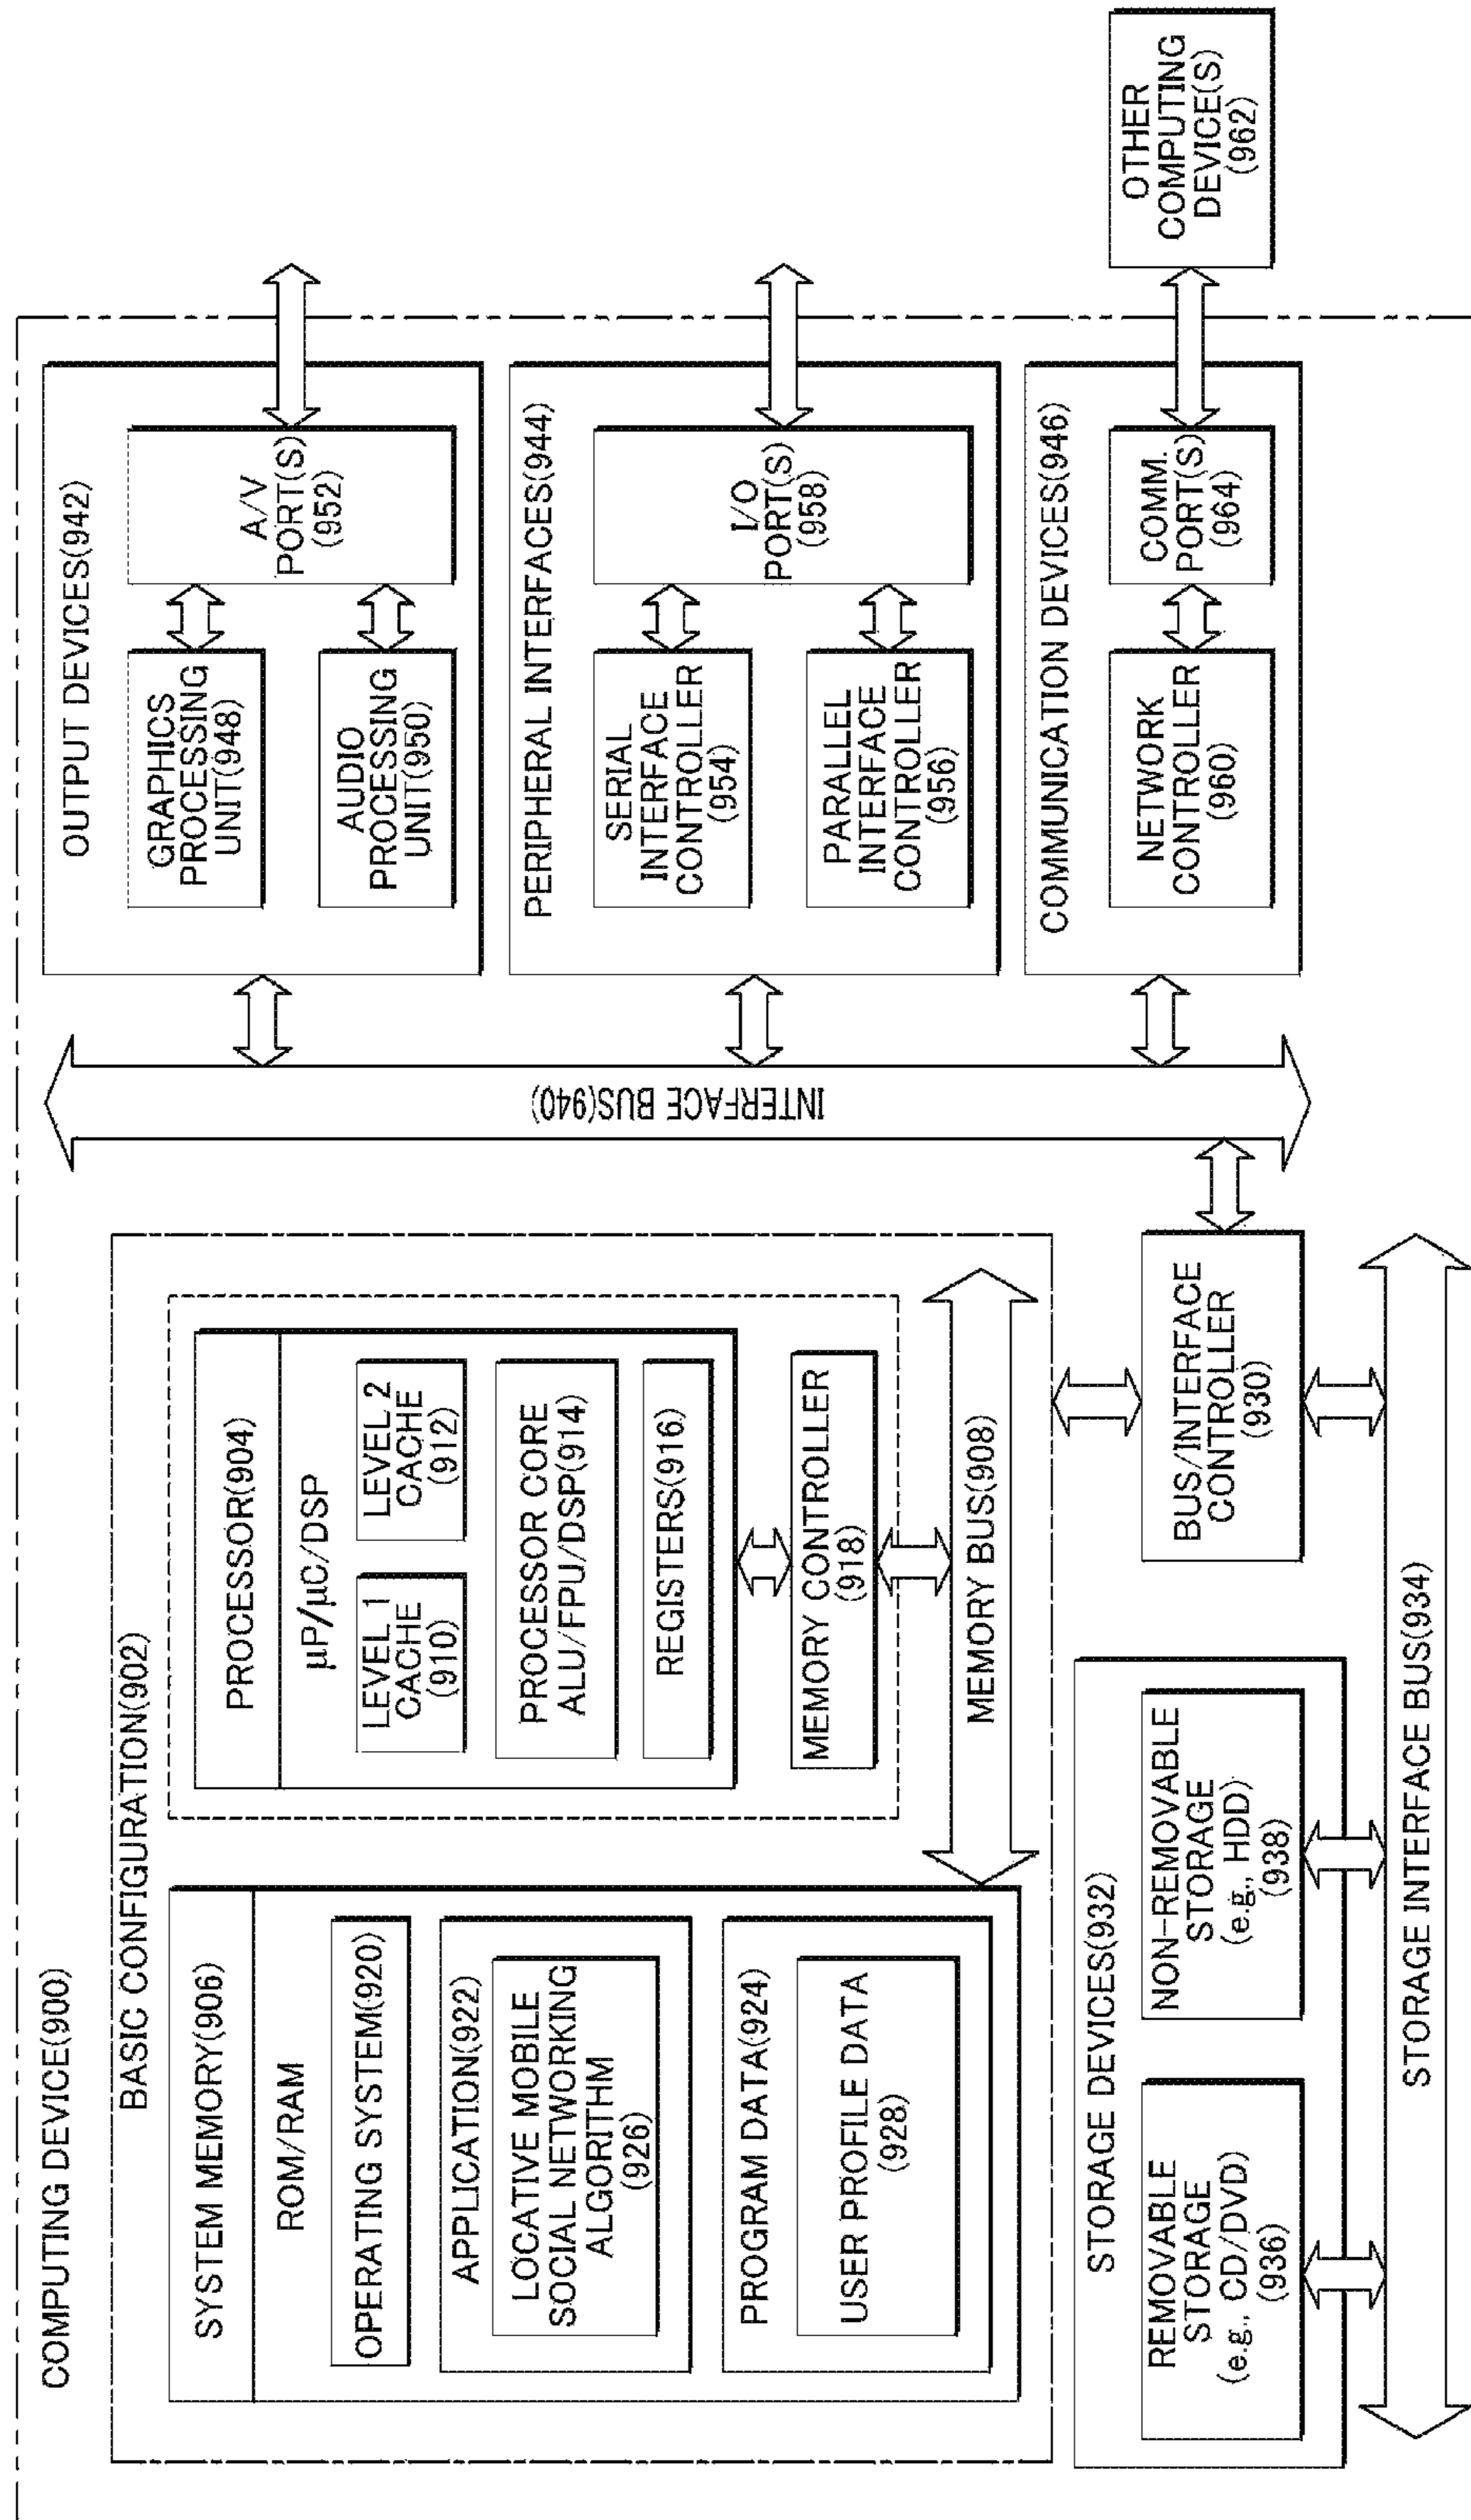 COMPUTING DEVICE(900)
BASIC CONFIGURATION(902)
SYSTEM MEMORY(906)
ROM/RAM
OPERATING SYSTEM(920)
APPLICATION(922)
LOCATIVE MOBILE
SOCIAL NETWORKING
ALGORITHM
(926)
PROGRAM DATA(924)
USER PROFILE DATA
(928)
PROCESSOR(904)
µP/µC/DSP
LEVEL 1
CACHE
(910)
LEVEL 2
CACHE
(912)
PROCESSOR CORE
ALU/FPU/DSP(914)
REGISTERS(916)
MEMORY CONTROLLER
(918)
MEMORY BUS(908)
BUS/INTERFACE
CONTROLLER
(930)
STORAGE DEVICES(932)
REMOVABLE
STORAGE
(e.g., CD/DVD)
(936)
NON-REMOVABLE
STORAGE
(e.g., HDD)
(938)
STORAGE INTERFACE BUS(934)
INTERFACE BUS(940)
OUTPUT DEVICES(942)
GRAPHICS
PROCESSING
UNIT(948)
AUDIO
PROCESSING
UNIT(950)
A/V
PORT(S)
(952)
PERIPHERAL INTERFACES(944)
SERIAL
INTERFACE
CONTROLLER
(954)
PARALLEL
INTERFACE
CONTROLLER
(956)
I/O
PORT(S)
(958)
COMMUNICATION DEVICES(946)
NETWORK
CONTROLLER
(960)
COMM.
PORT(S)
(964)
OTHER
COMPUTING
DEVICE(S)
(962)